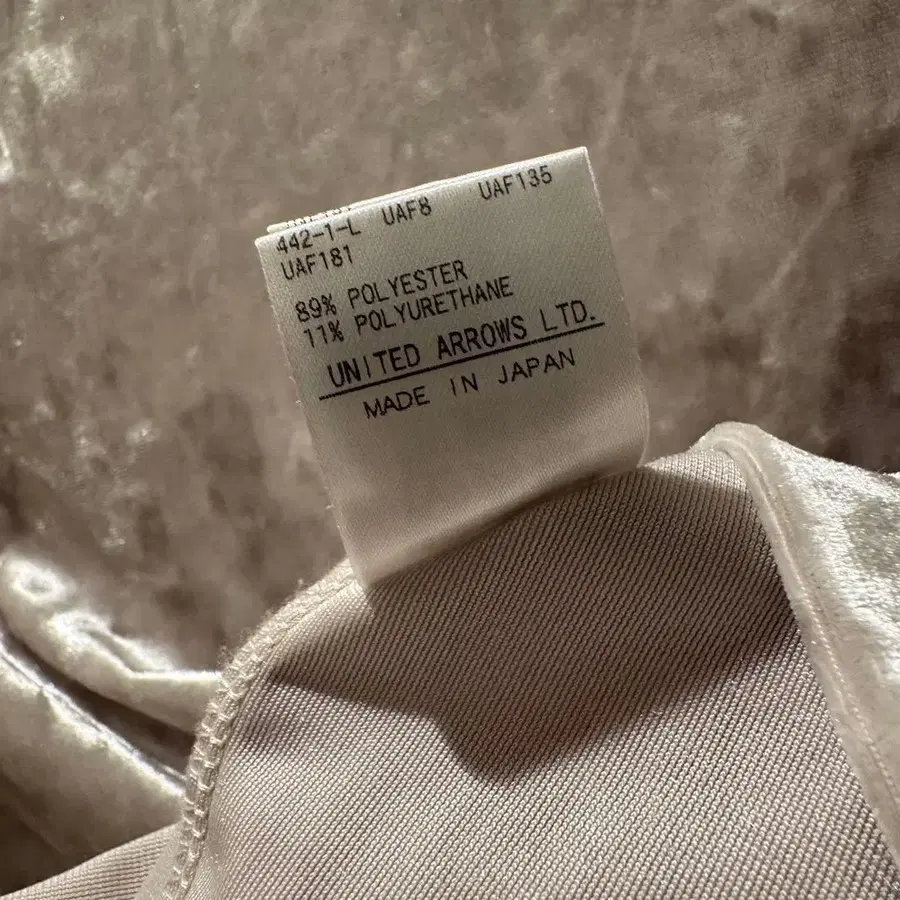 442-1-L UAF8 UAF135
UAF181
89% POLYESTER
11% POLYURETHANE
UNITED ARROWS LTD.
MADE IN JAPAN